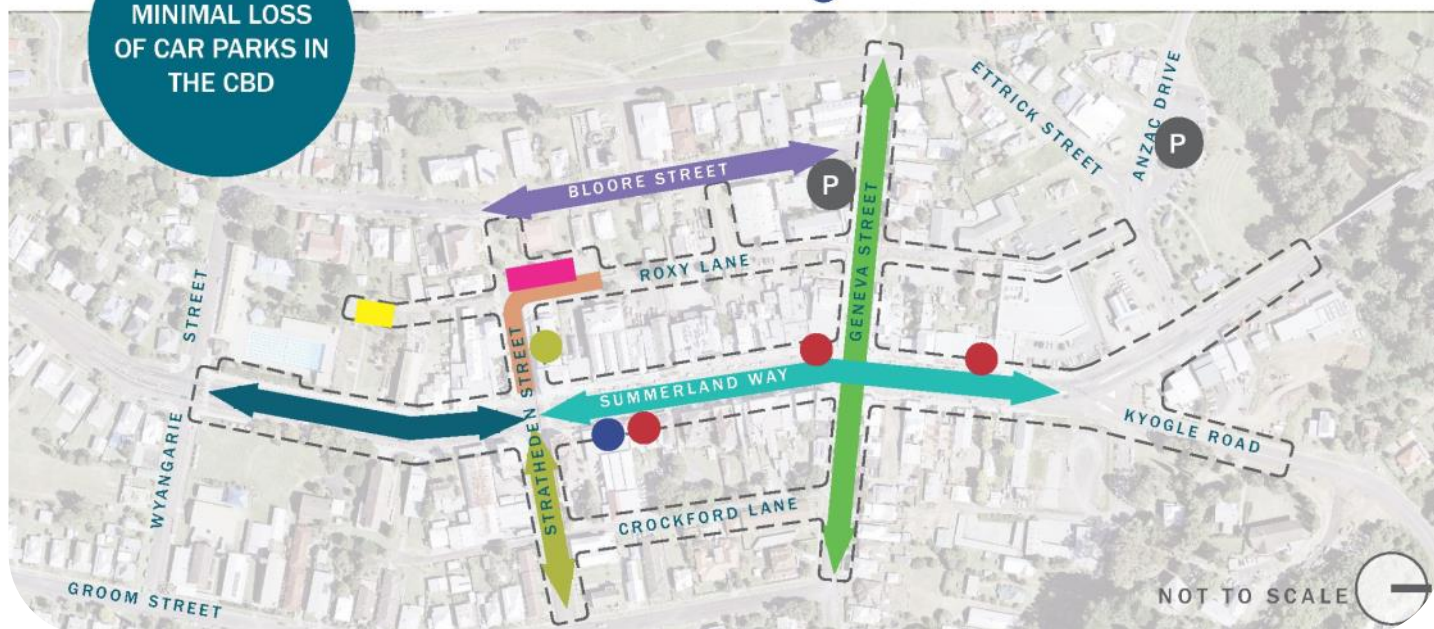 MINIMAL LOSS
OF CAR PARKS IN
THE CBD
ETTRICK STREET
ANZAC DRIVE
P
BLOORE STREET
P
GENEVA STREET
ROXY LANE
STREET
WYANGARIE
STRATHEDEN STREET
SUMMERLAND WAY
KYOGLE ROAD
CROCKFORD LANE
GROOM STREET
NOT TO SCALE